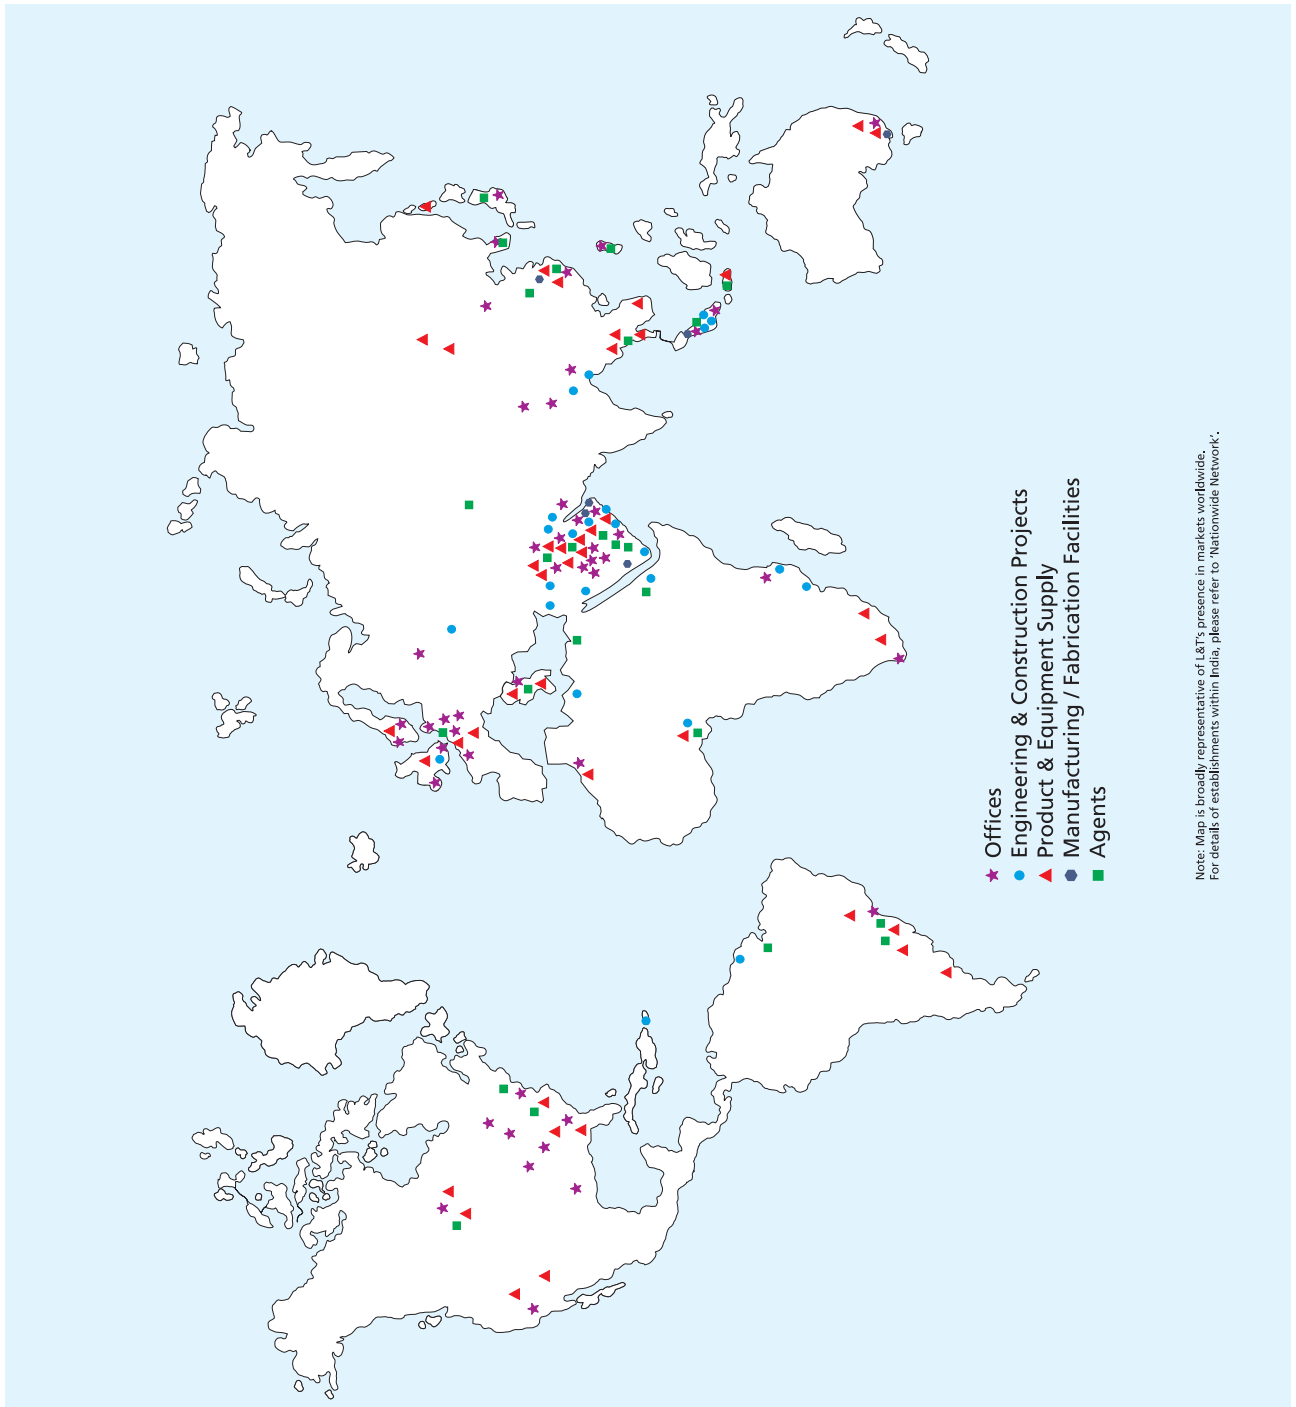 Offices
Engineering & Construction Projects
Product & Equipment Supply
Manufacturing / Fabrication Facilities
Agents
Note: Map is broadly representative of L&T's presence in markets worldwide.
For details of establishments within India, please refer to 'Nationwide Network'.